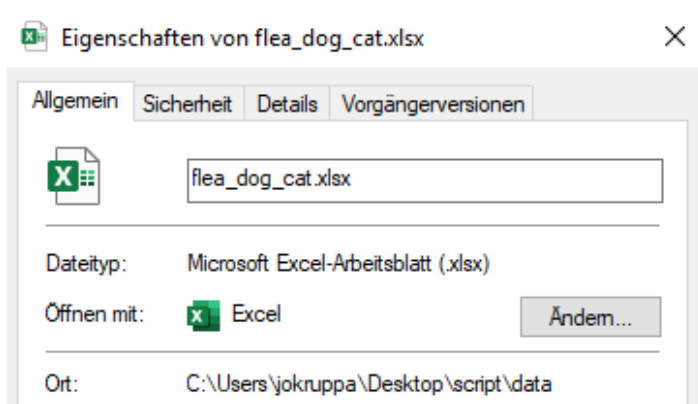 Eigenschaften von flea_dog_cat.xlsx
Allgemein Sicherheit Details Vorgängerversionen
flea_dog_cat.xlsx
Dateityp: Microsoft Excel-Arbeitsblatt (.xlsx)
Öffnen mit: Excel Ändern...
Ort: C:\Users\jokruppa\Desktop\script\data